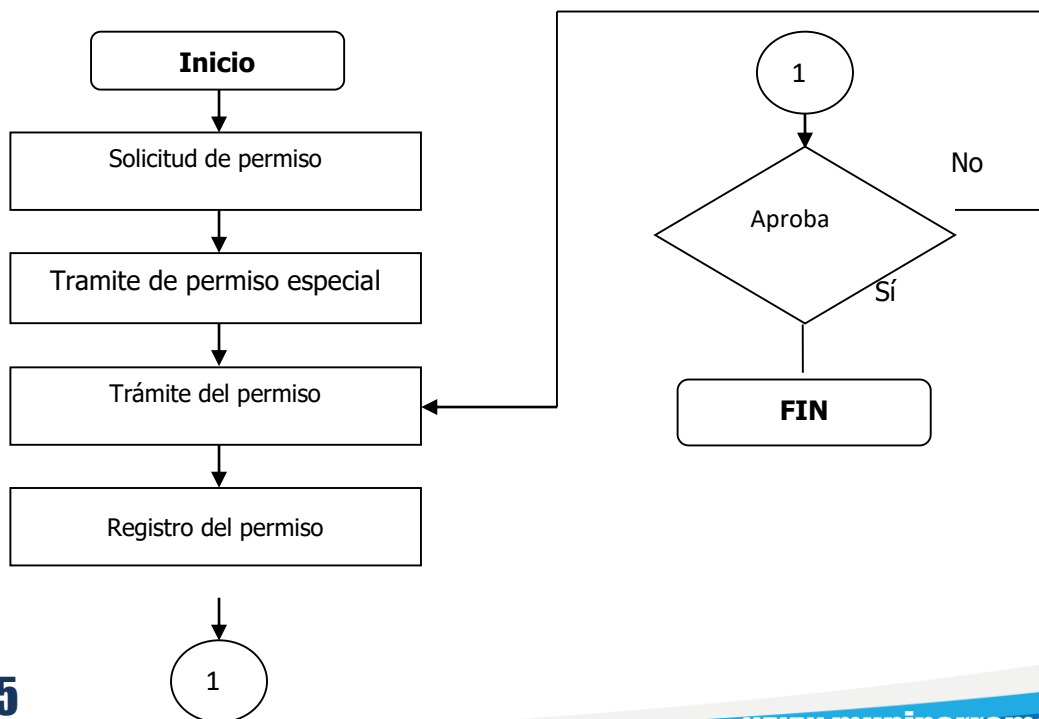 Inicio
Solicitud de permiso
Tramite de permiso especial
Trámite del permiso
Registro del permiso
1
1
Aproba
No
Sí
FIN
5